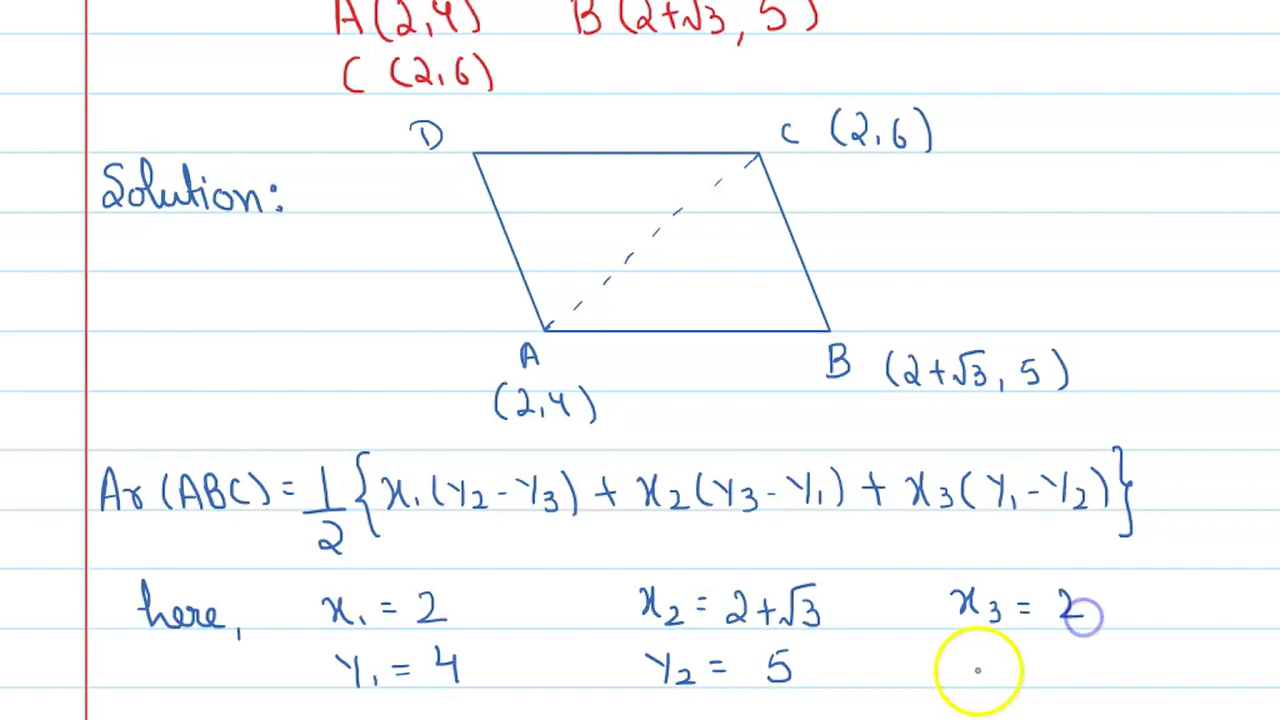 A (2,4) B (2+√3, 5)
C (2,6)
D C (2,6)
Solution:
A B (2+√3, 5)
(2,4)
Ar (ABC) = 1/2 {x₁(y₂-y₃) + x₂(y₃-y₁) + x₃(y₁-y₂)}
here, x₁ = 2 x₂ = 2+√3 x₃ = 2
y₁ = 4 y₂ = 5